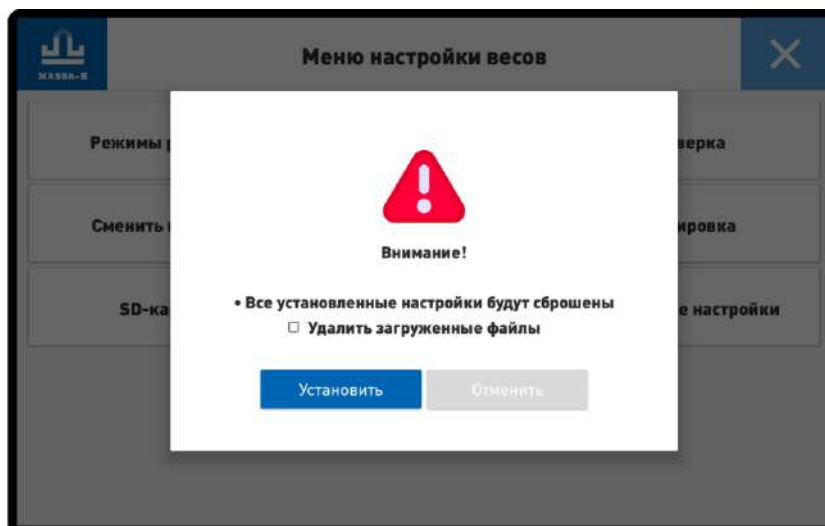 MASSA-K
Меню настройки весов
Режимы
Сменить
SD-ка
верка
ировка
е настройки
Внимание!
• Все установленные настройки будут сброшены
Удалить загруженные файлы
Установить
Отменить